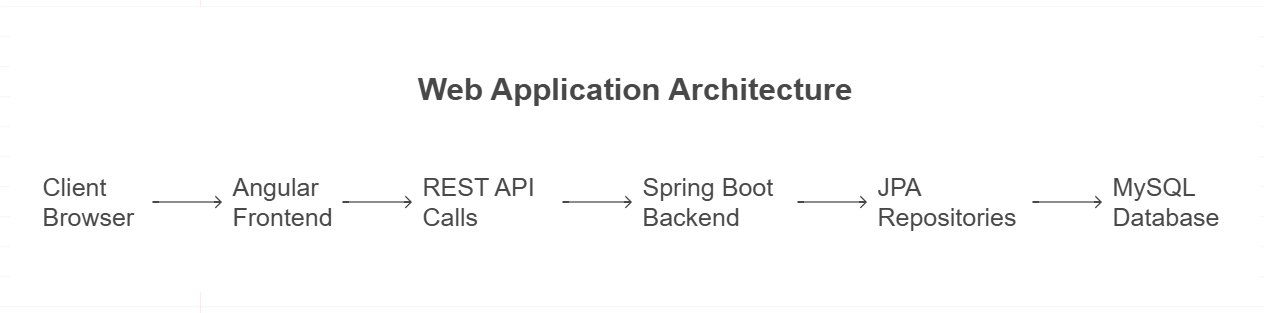 Web Application Architecture
Client
Browser
Angular
Frontend
REST API
Calls
Spring Boot
Backend
JPA
Repositories
MySQL
Database